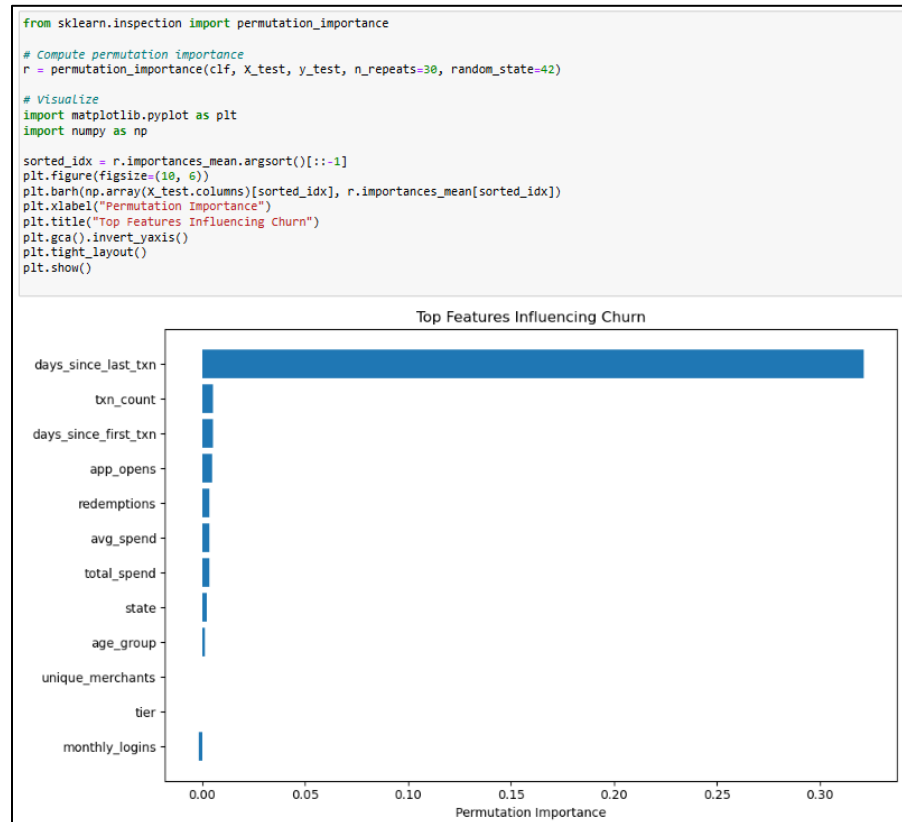 from sklearn.inspection import permutation_importance
# Compute permutation importance
r = permutation_importance(clf, X_test, y_test, n_repeats=30, random_state=42)
# Visualize
import matplotlib.pyplot as plt
import numpy as np
sorted_idx = r.importances_mean.argsort()[::-1]
plt.figure(figsize=(10, 6))
plt.barh(np.array(X_test.columns)[sorted_idx], r.importances_mean[sorted_idx])
plt.xlabel("Permutation Importance")
plt.title("Top Features Influencing Churn")
plt.gca().invert_yaxis()
plt.tight_layout()
plt.show()
Top Features Influencing Churn
days_since_last_txn
txn_count
days_since_first_txn
app_opens
redemptions
avg_spend
total_spend
state
age_group
unique_merchants
tier
monthly_logins
0.00 0.05 0.10 0.15 0.20 0.25 0.30
Permutation Importance